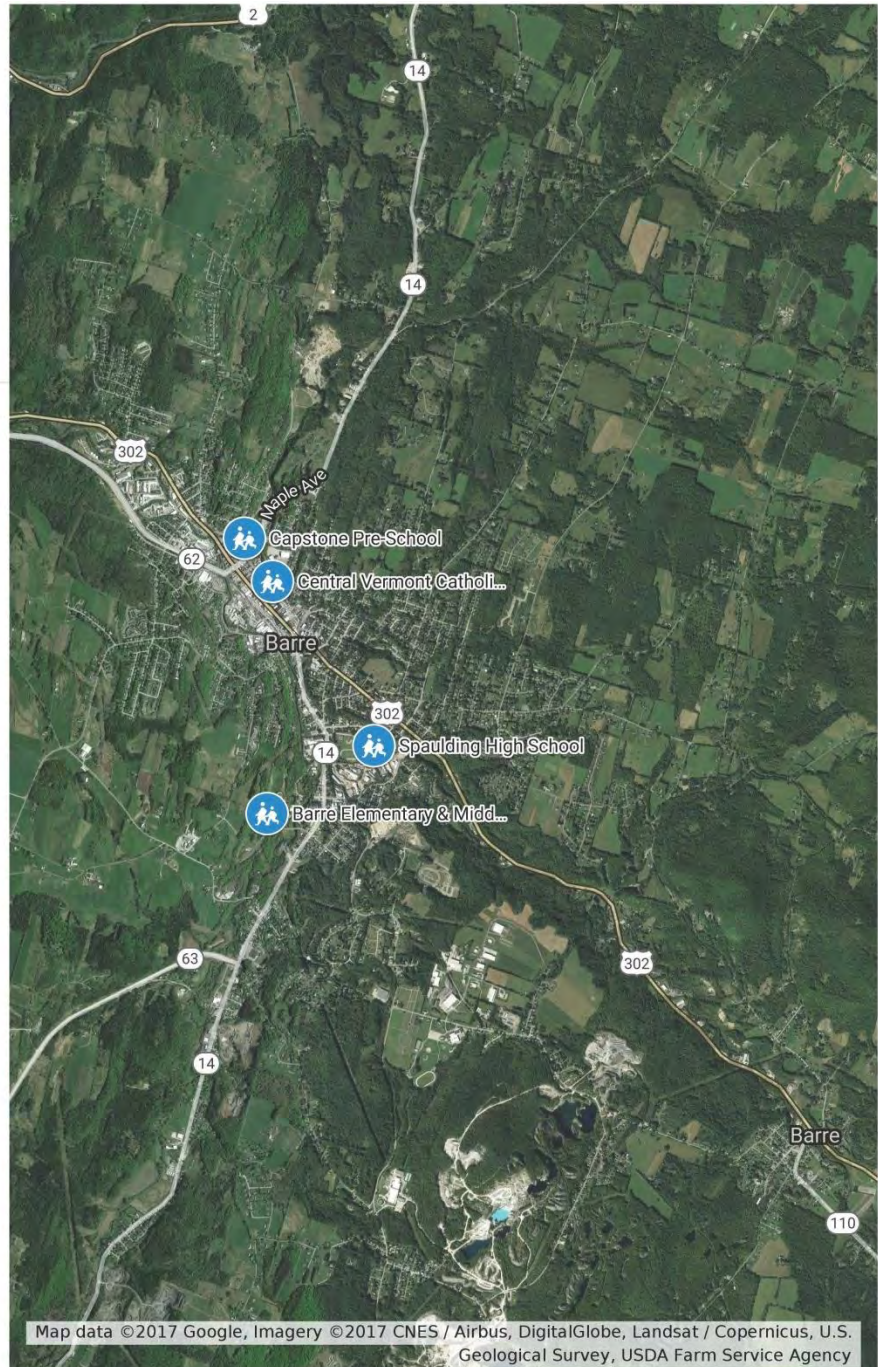 2
14
14
302
Maple Ave
Capstone Pre-School
62
Central Vermont Catholi...
Barre
302
14
Spaulding High School
Barre Elementary & Midd...
63
302
14
Barre
110
Map data ©2017 Google, Imagery ©2017 CNES / Airbus, DigitalGlobe, Landsat / Copernicus, U.S.
Geological Survey, USDA Farm Service Agency